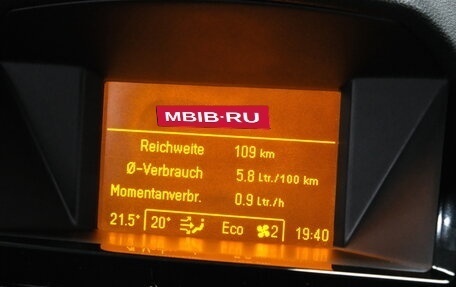 MBIB-RU
Reichweite 109 km
Ø-Verbrauch 5.8 Ltr./100 km
Momentanverbr. 0.9 Ltr./h
21.5° 20° Eco 2 19:40